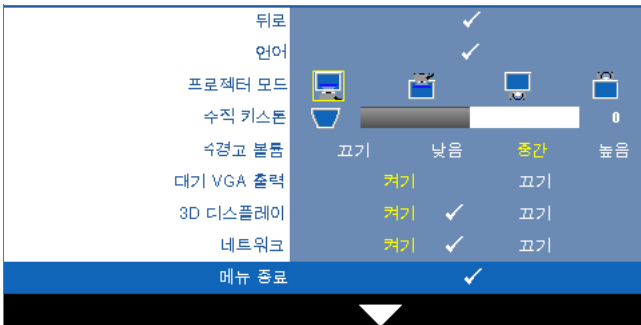 뒤로
언어
프로젝터 모드
수직 키스톤 0
경고 볼륨 끄기 낮음 중간 높음
대기 VGA 출력 켜기 끄기
3D 디스플레이 켜기 끄기
네트워크 켜기 끄기
메뉴 종료